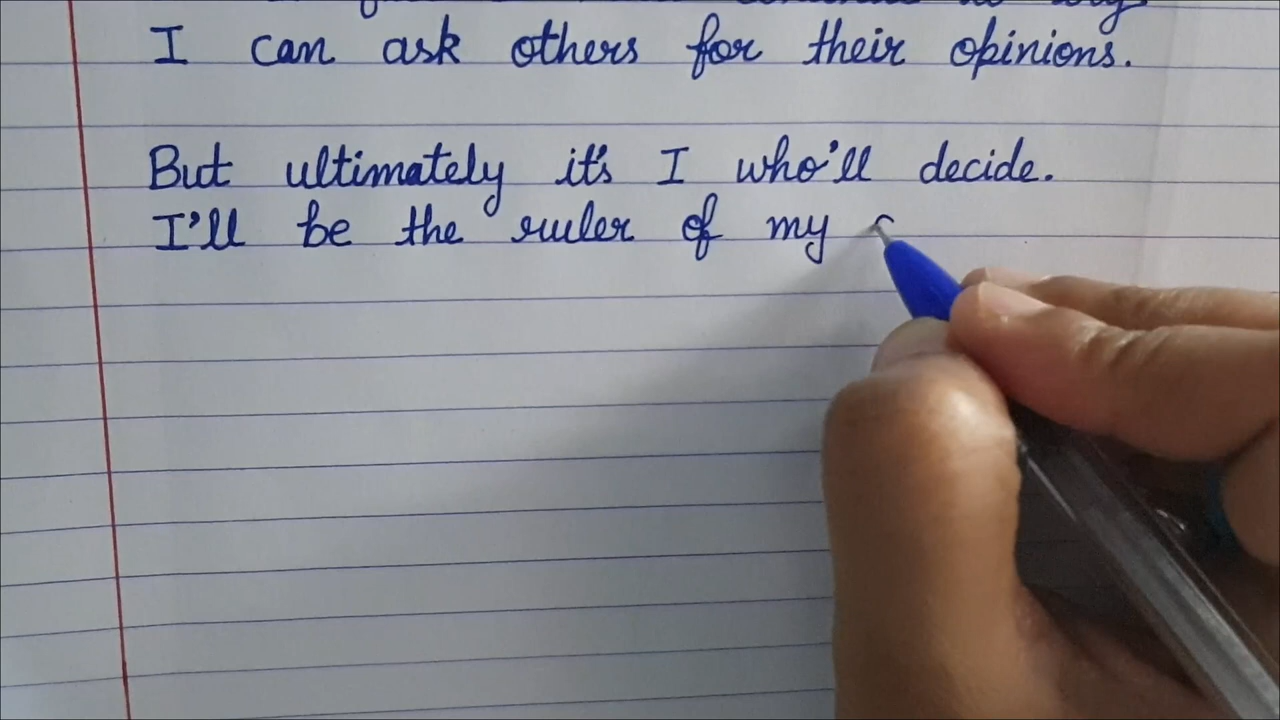 I can ask others for their opinions.
But ultimately it's I who'll decide.
I'll be the ruler of my